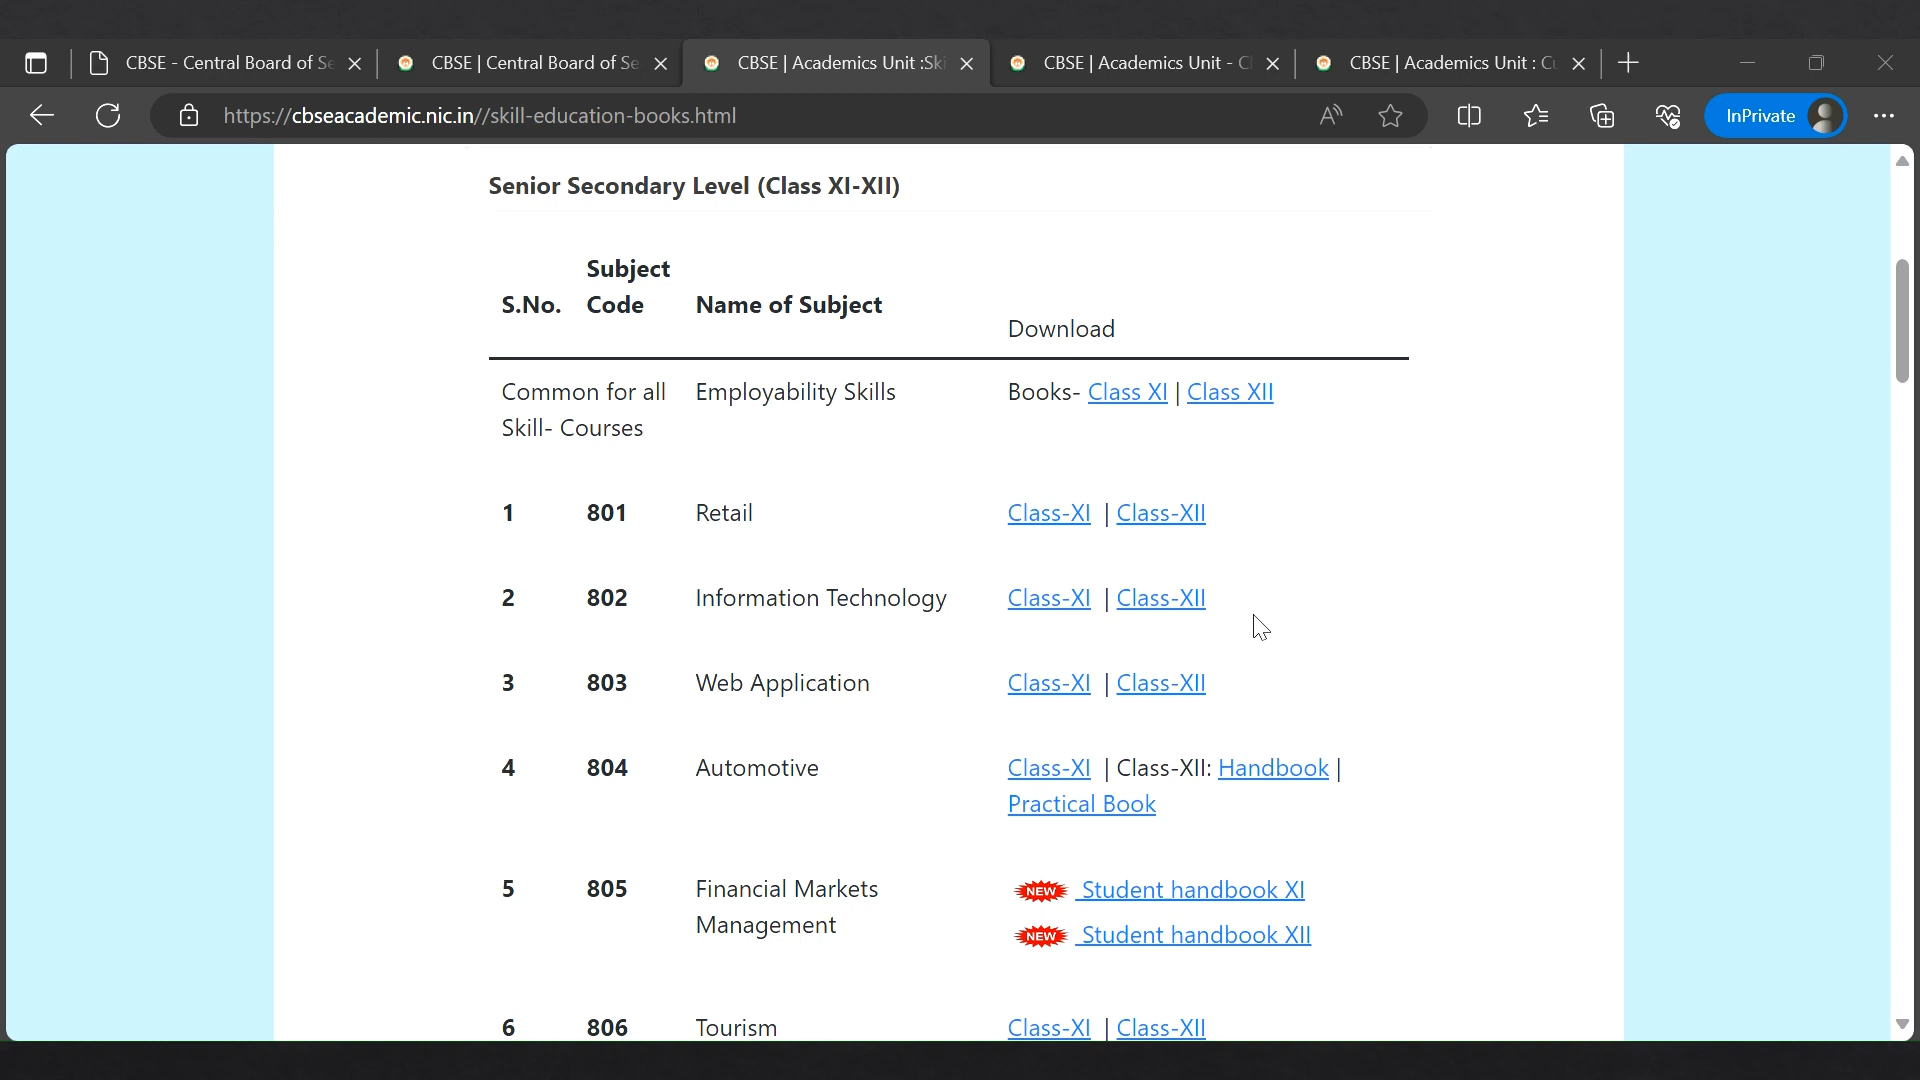 CBSE - Central Board of Se
CBSE | Central Board of Se
CBSE | Academics Unit :Ski
CBSE | Academics Unit - Cl
CBSE | Academics Unit : Cu
https://cbseacademic.nic.in//skill-education-books.html
InPrivate
Senior Secondary Level (Class XI-XII)
S.No. Subject Code Name of Subject Download
Common for all Employability Skills Books- Class XI | Class XII
Skill- Courses
1 801 Retail Class-XI | Class-XII
2 802 Information Technology Class-XI | Class-XII
3 803 Web Application Class-XI | Class-XII
4 804 Automotive Class-XI | Class-XII: Handbook |
Practical Book
5 805 Financial Markets NEW Student handbook XI
Management NEW Student handbook XII
6 806 Tourism Class-XI | Class-XII